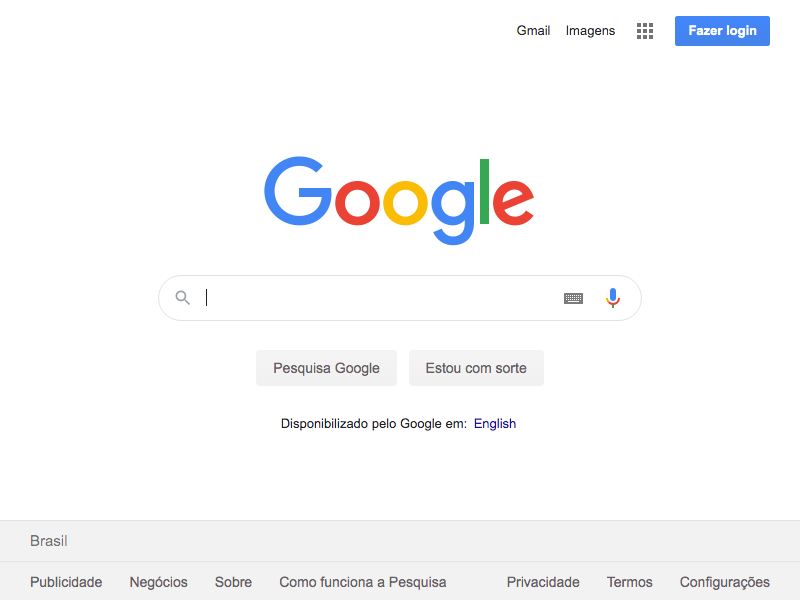 Gmail Imagens Fazer login
Google
Pesquisa Google Estou com sorte
Disponibilizado pelo Google em: English
Brasil
Publicidade Negócios Sobre Como funciona a Pesquisa Privacidade Termos Configurações